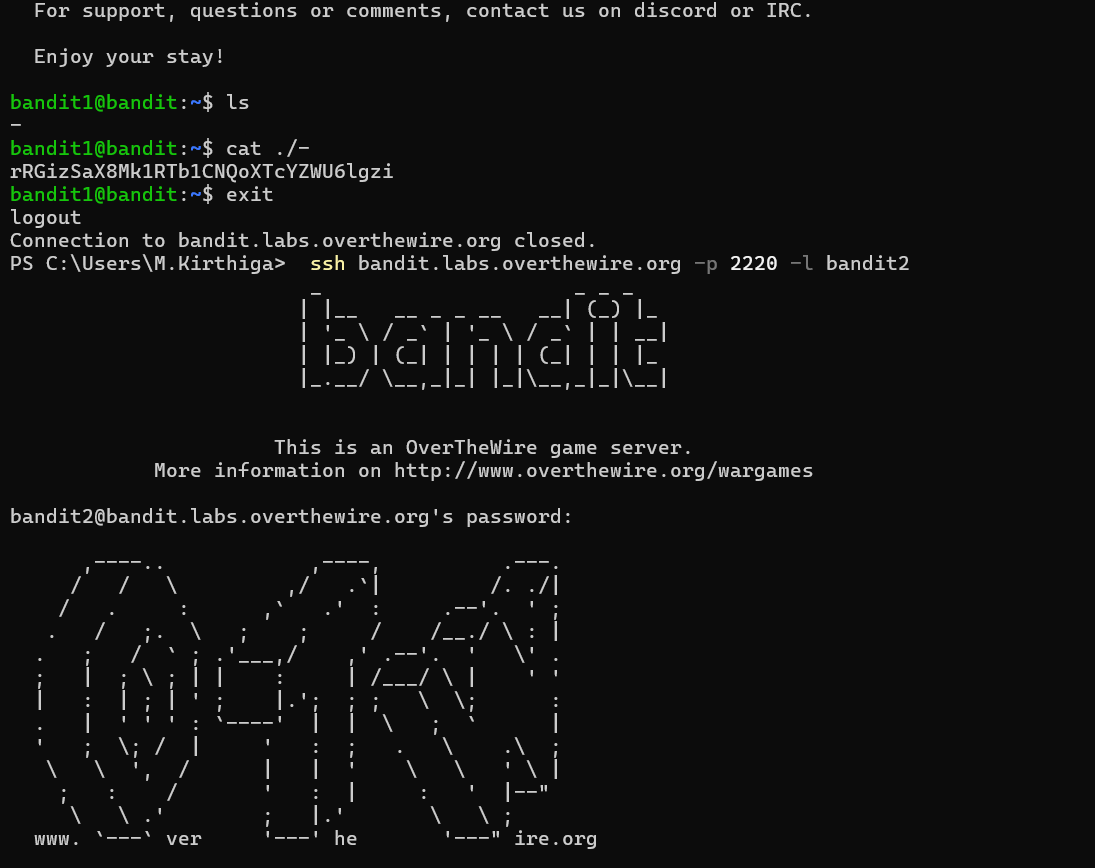 For support, questions or comments, contact us on discord or IRC.
Enjoy your stay!
bandit1@bandit:~$ ls
-
bandit1@bandit:~$ cat ./-
rRGizSaX8Mk1RTb1CNQoXTcYZWU6lgzi
bandit1@bandit:~$ exit
logout
Connection to bandit.labs.overthewire.org closed.
PS C:\Users\M.Kirthiga>  ssh bandit.labs.overthewire.org -p 2220 -l bandit2
bandit
This is an OverTheWire game server.
More information on http://www.overthewire.org/wargames
bandit2@bandit.labs.overthewire.org's password:
OTW
www. ver he ire.org